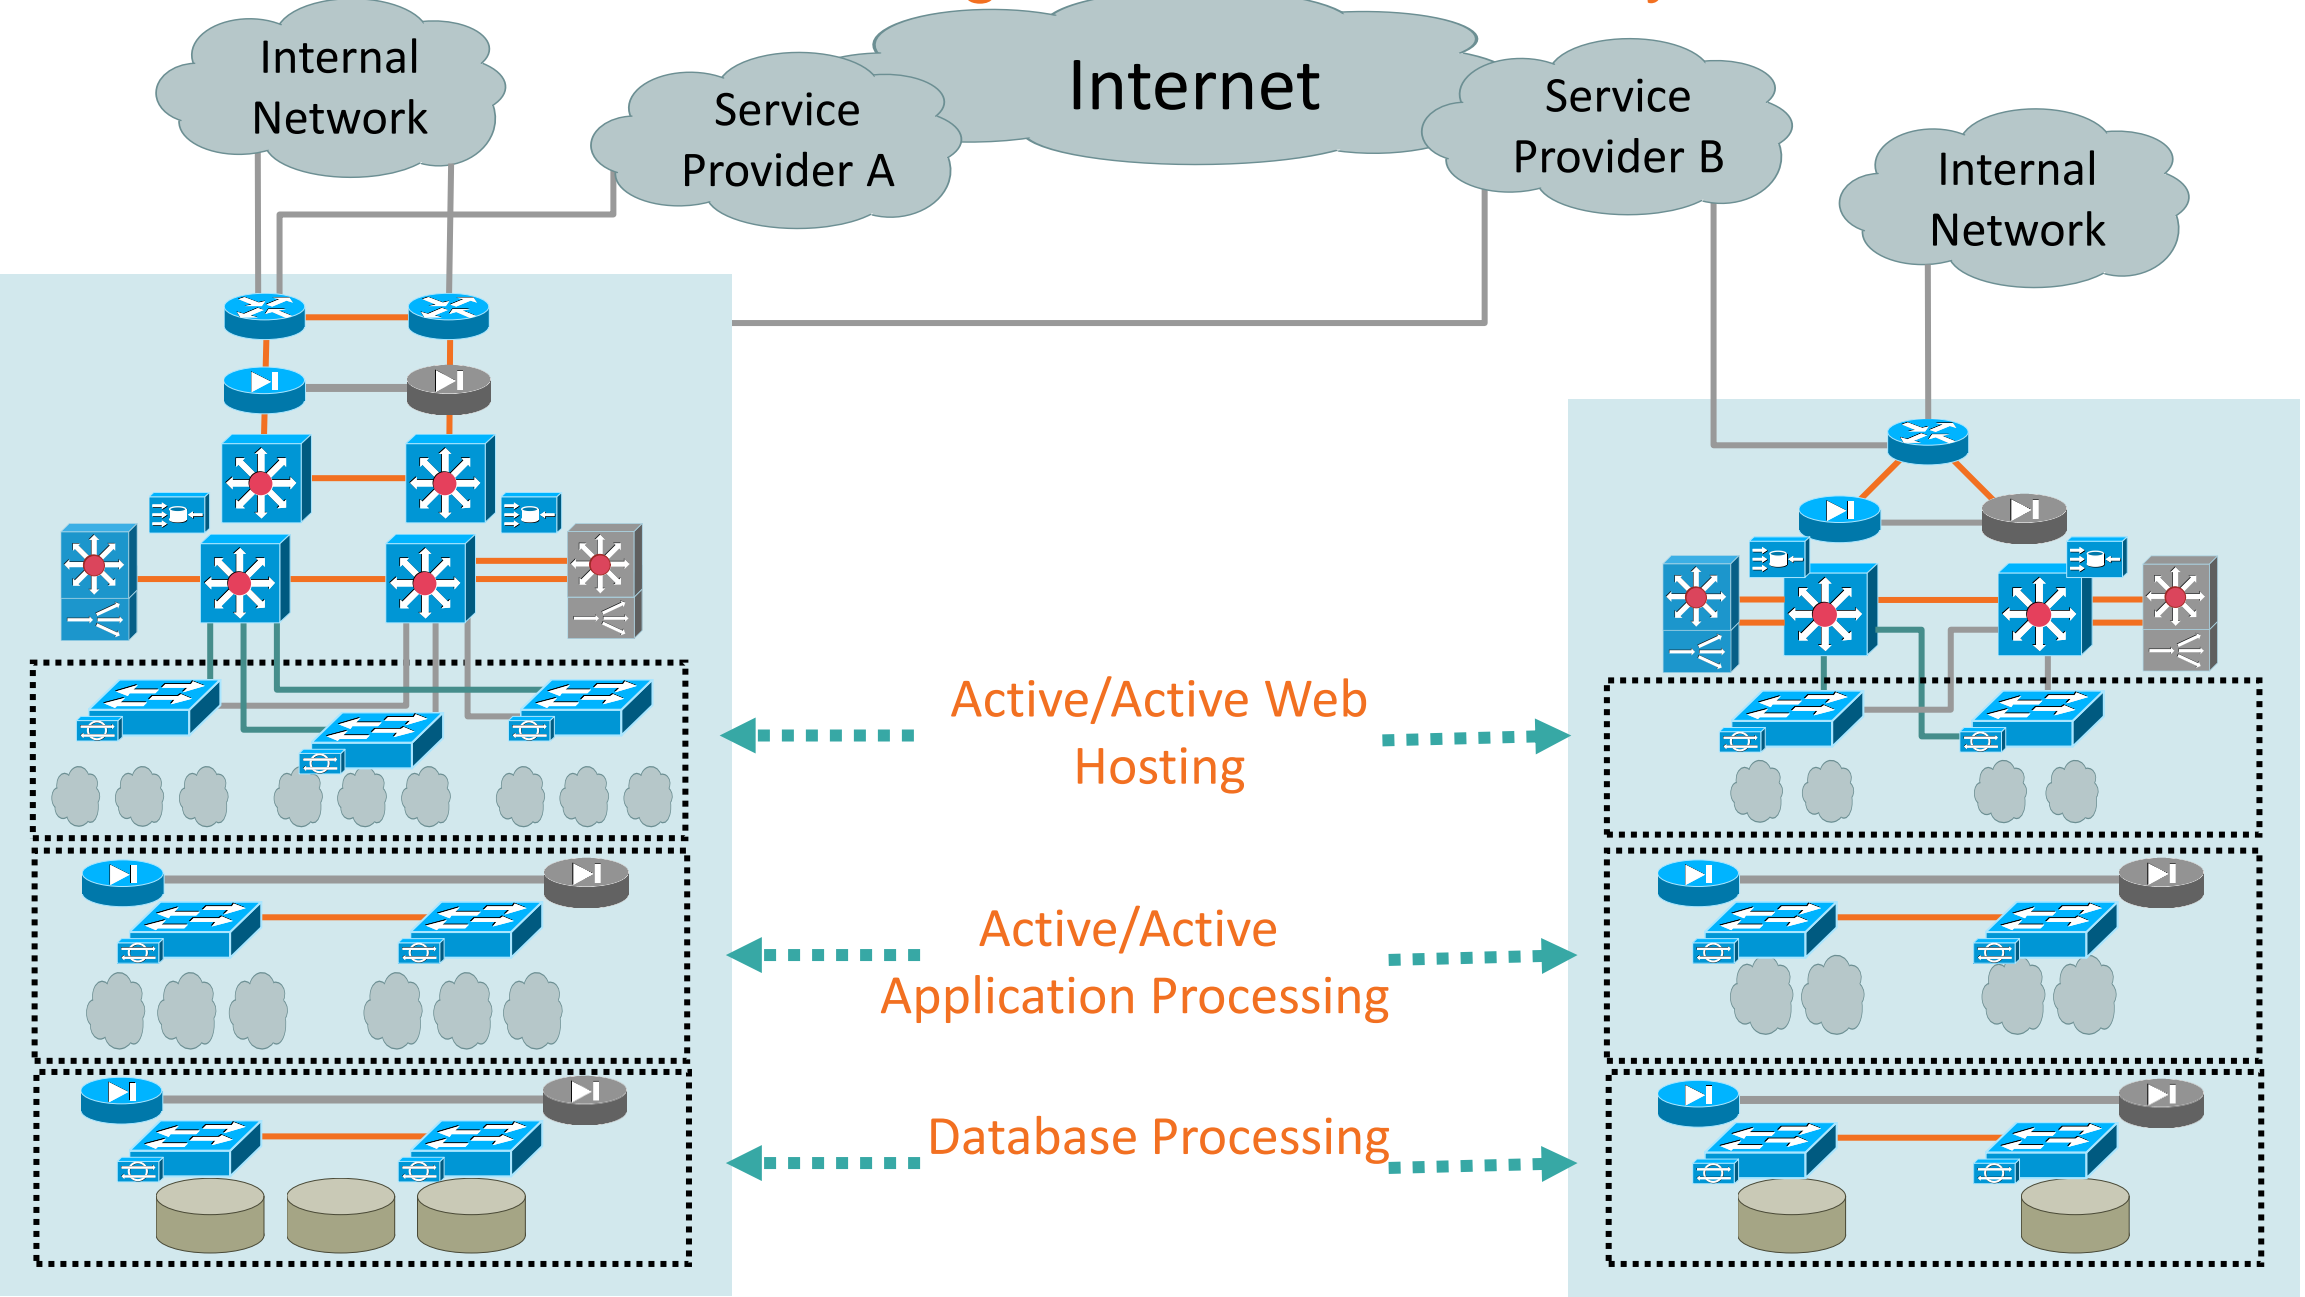 Internal
Network
Service
Provider A
Internet
Service
Provider B
Internal
Network
Active/Active Web
Hosting
Active/Active
Application Processing
Database Processing